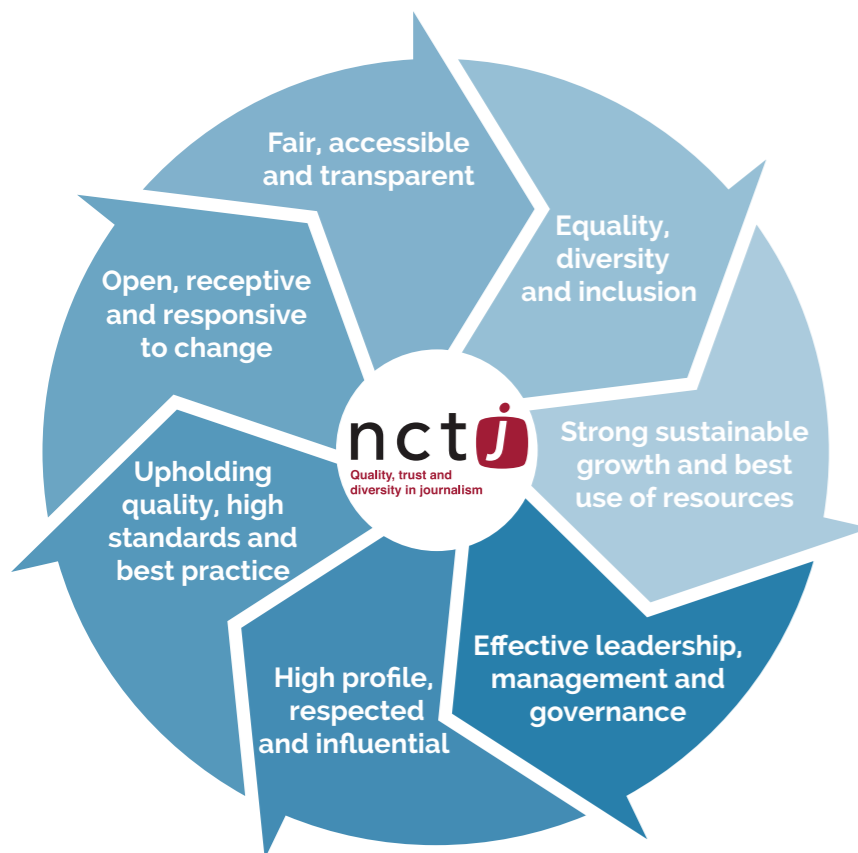 Fair, accessible
and transparent
Equality,
diversity
and inclusion
Strong sustainable
growth and best
use of resources
Effective leadership,
management and
governance
High profile,
respected
and influential
Upholding
quality, high
standards and
best practice
Open, receptive
and responsive
to change
nctj
Quality, trust and
diversity in journalism